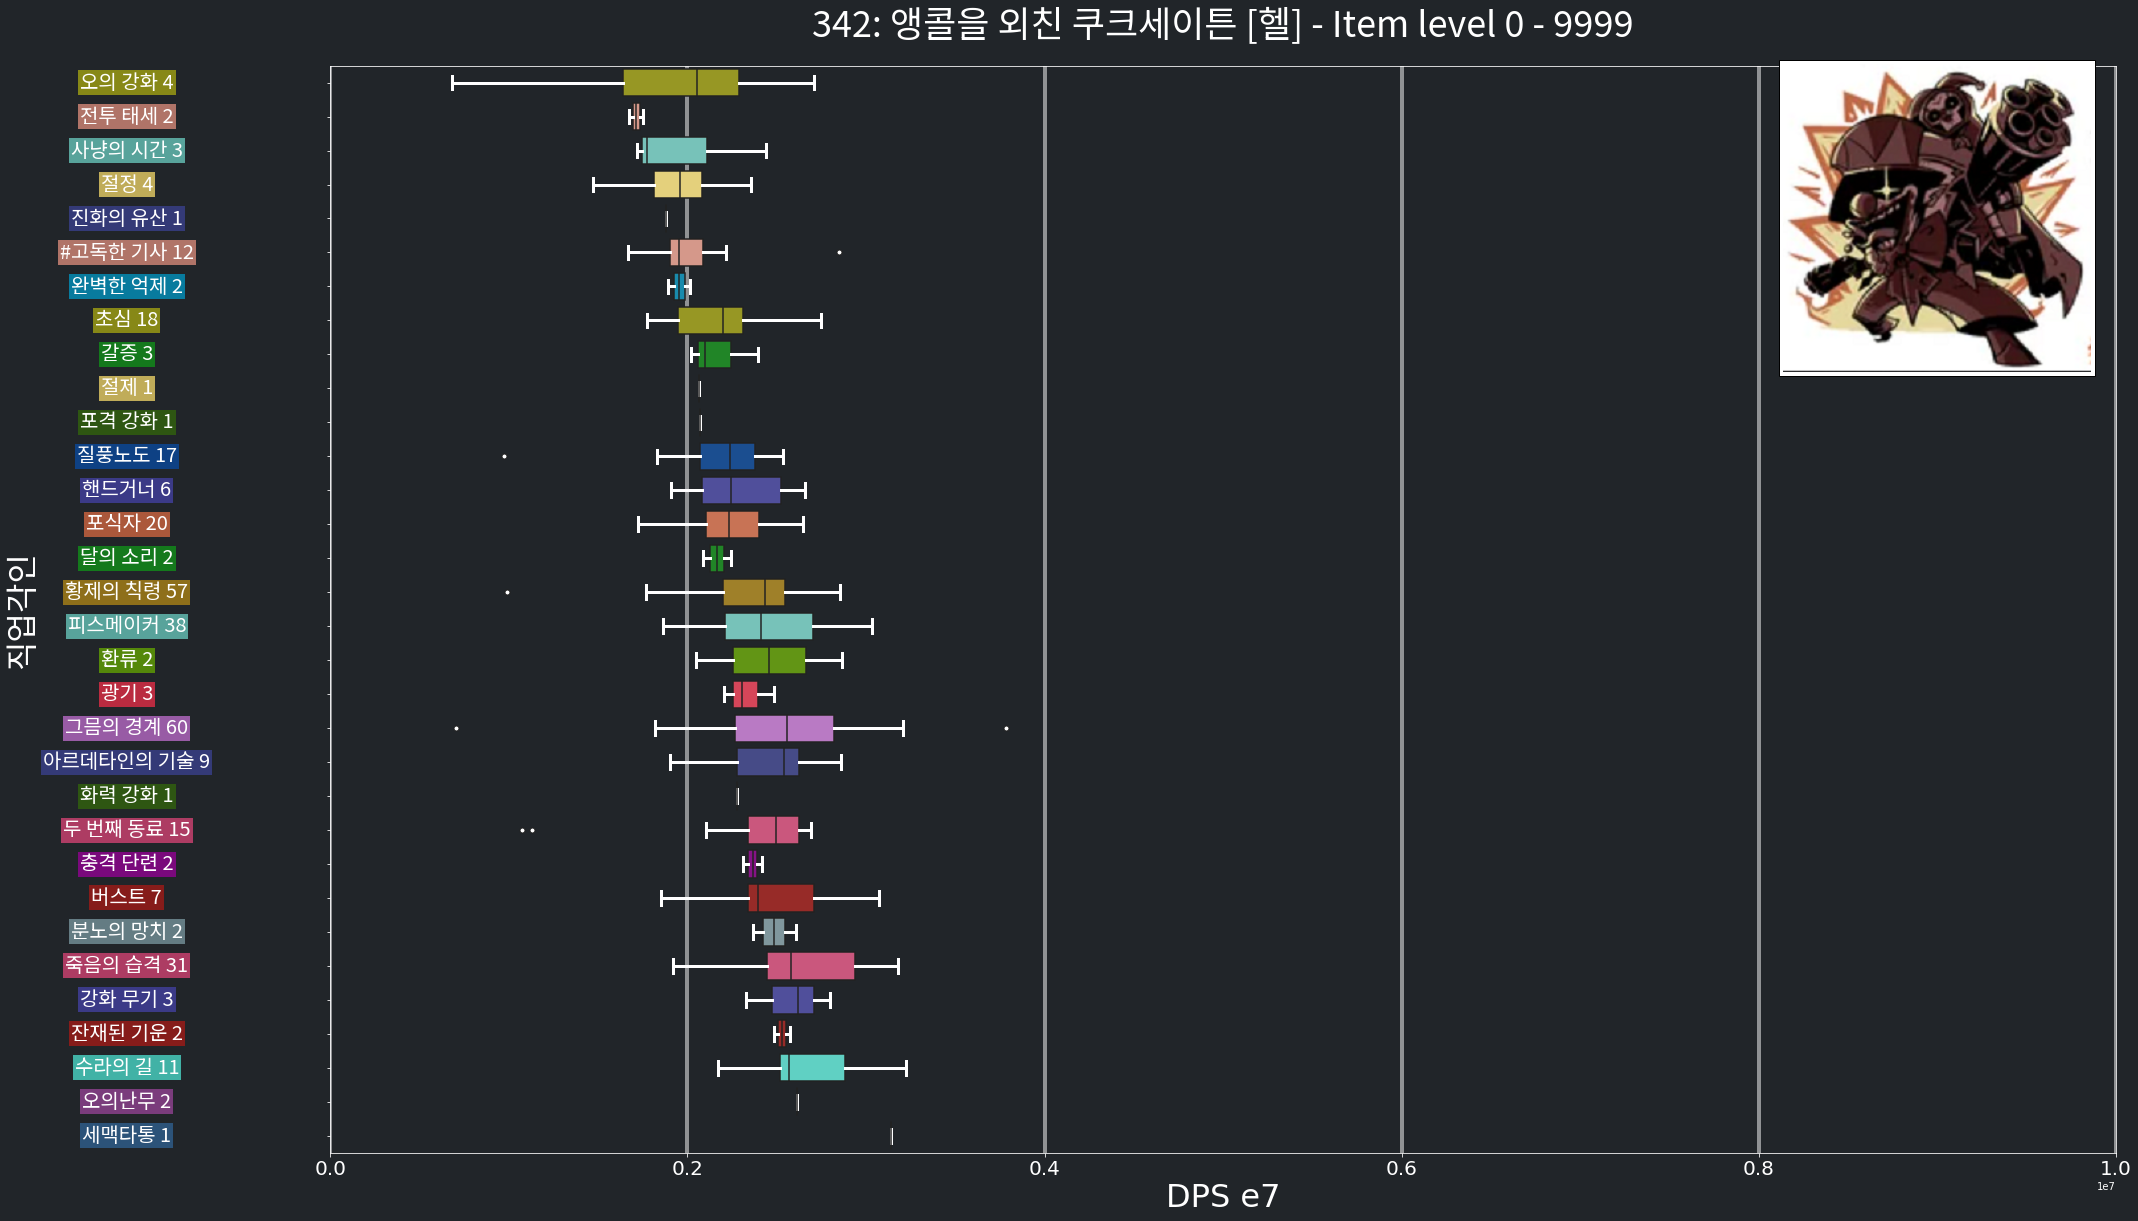 342: 앵콜을 외친 쿠크세이튼 [헬] - Item level 0 - 9999
오의 강화 4
전투 태세 2
사냥의 시간 3
절정 4
진화의 유산 1
#고독한 기사 12
완벽한 억제 2
초심 18
갈증 3
절제 1
포격 강화 1
질풍노도 17
핸드거너 6
포식자 20
달의 소리 2
황제의 칙령 57
피스메이커 38
환류 2
광기 3
그믐의 경계 60
아르데타인의 기술 9
화력 강화 1
두 번째 동료 15
충격 단련 2
버스트 7
분노의 망치 2
죽음의 습격 31
강화 무기 3
잔재된 기운 2
수라의 길 11
오의난무 2
세맥타통 1
직업각인
0.0 0.2 0.4 0.6 0.8 1.0
1e7
DPS e7